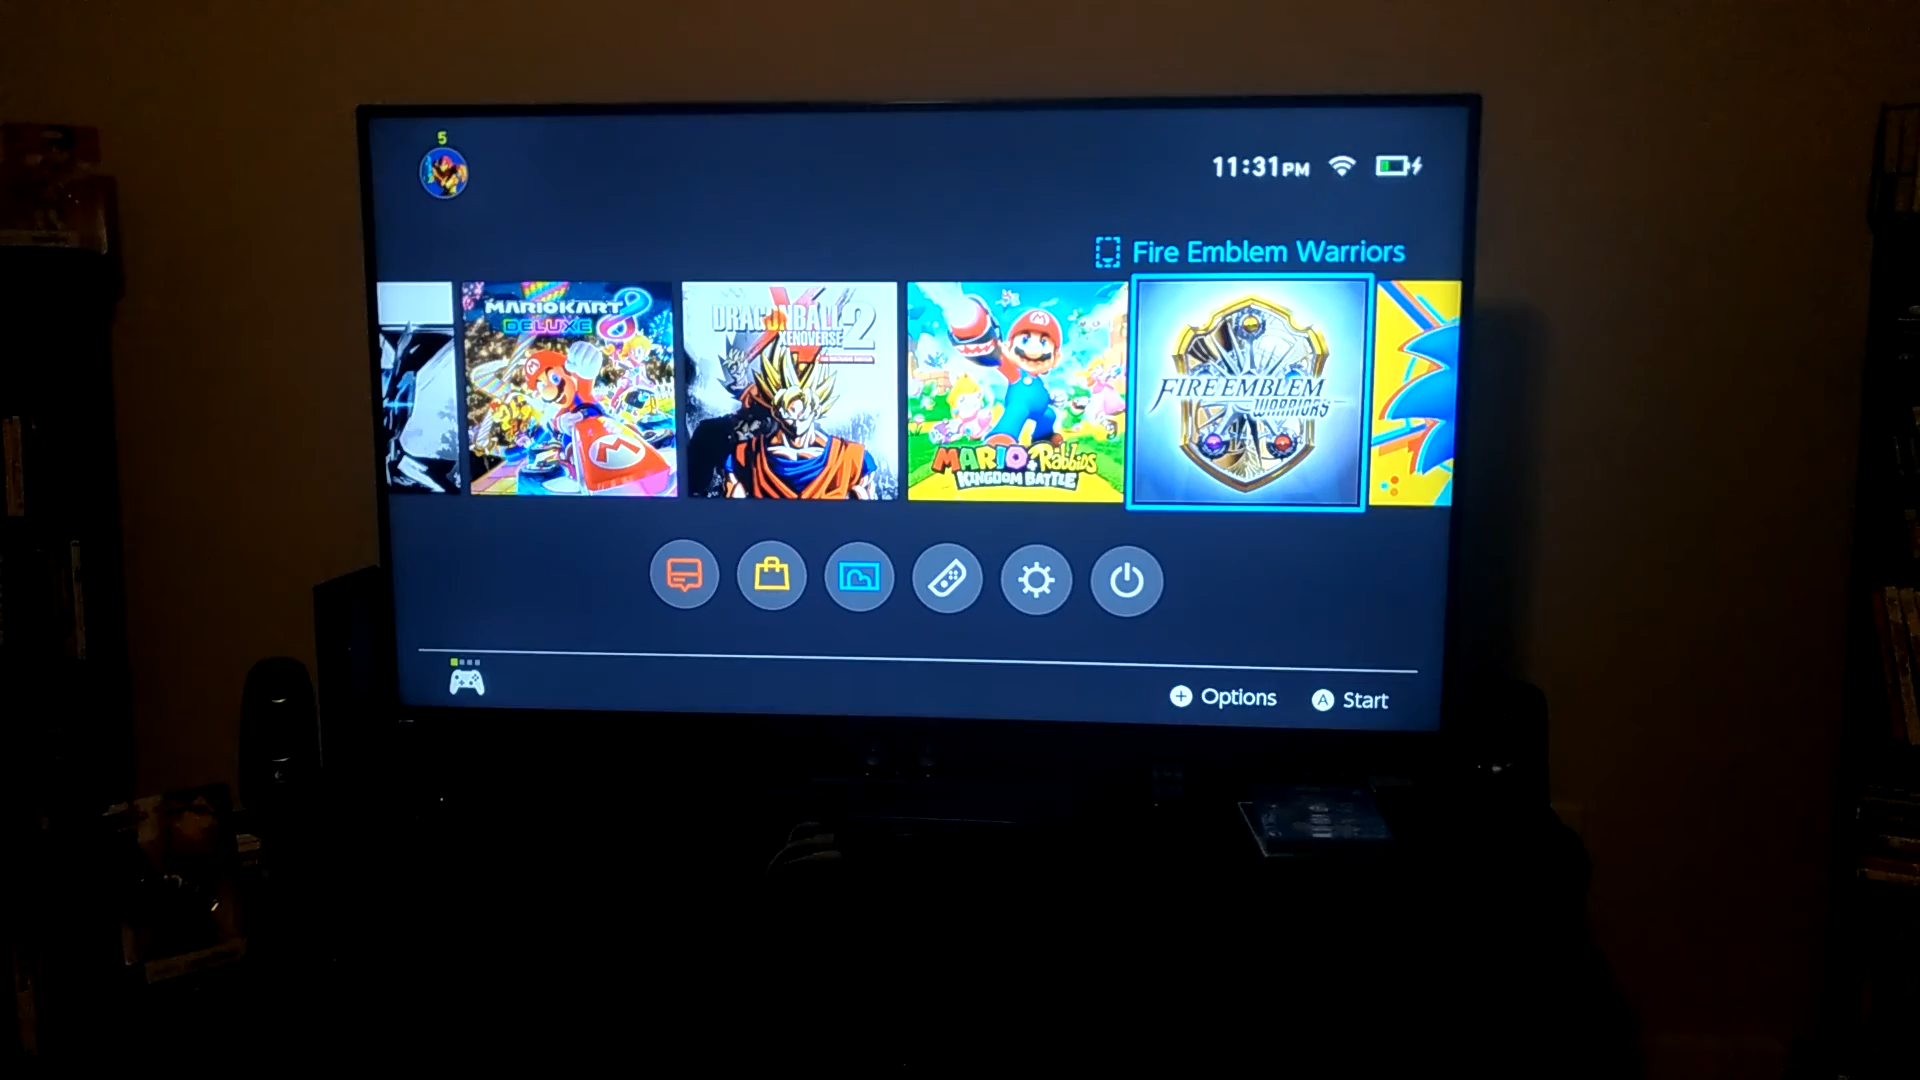 5
11:31PM
Fire Emblem Warriors
MARIOKART 8
DELUXE
M
M
DRAGONBALL
XENOVERSE 2
M
MARIO + Rabbids
KINGDOM BATTLE
FIRE EMBLEM
WARRIORS
+ Options
A Start